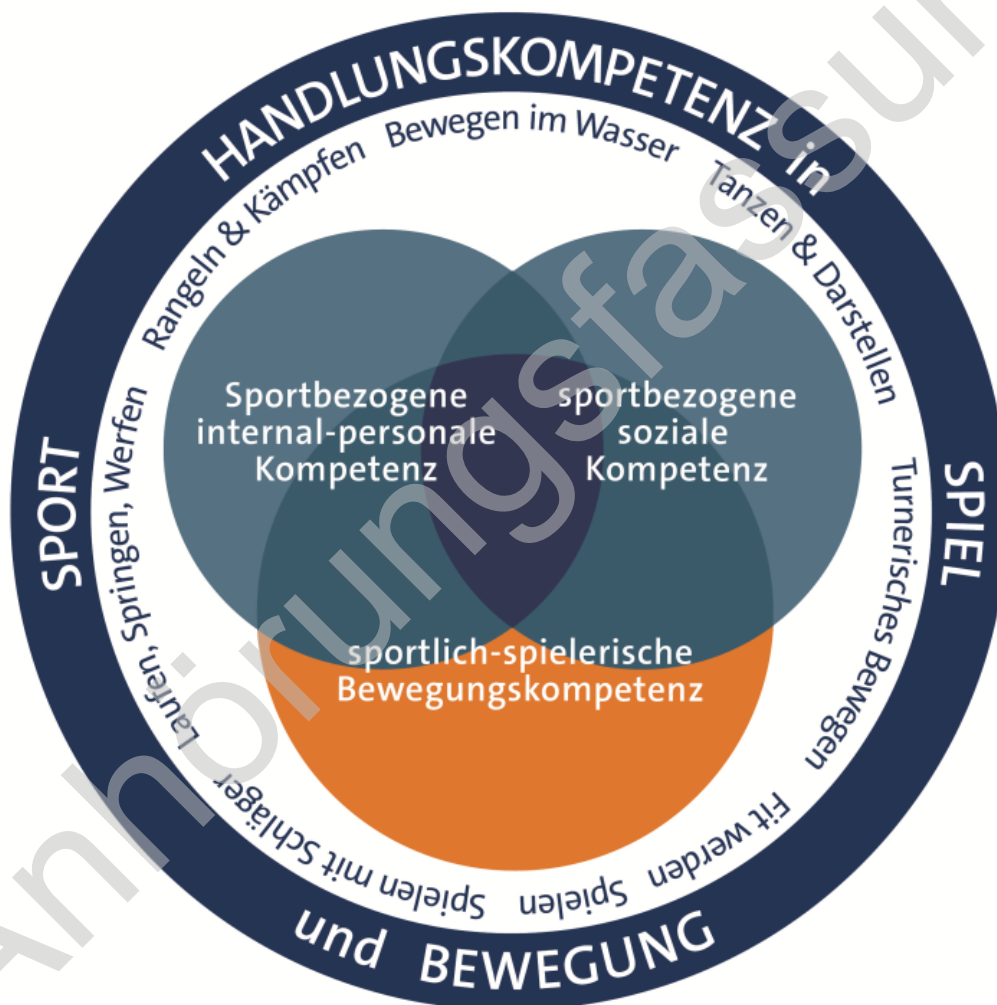 HANDLUNGSKOMPETENZ in
SPIEL
und BEWEGUNG
SPORT
Bewegen im Wasser
Tanzen & Darstellen
Turnerisches Bewegen
Fit werden
Spielen
Spielen mit Schläger
Laufen, Springen, Werfen
Rangeln & Kämpfen
Sportbezogene
internal-personale
Kompetenz
sportbezogene
soziale
Kompetenz
sportlich-spielerische
Bewegungskompetenz
Anhörungsfassun